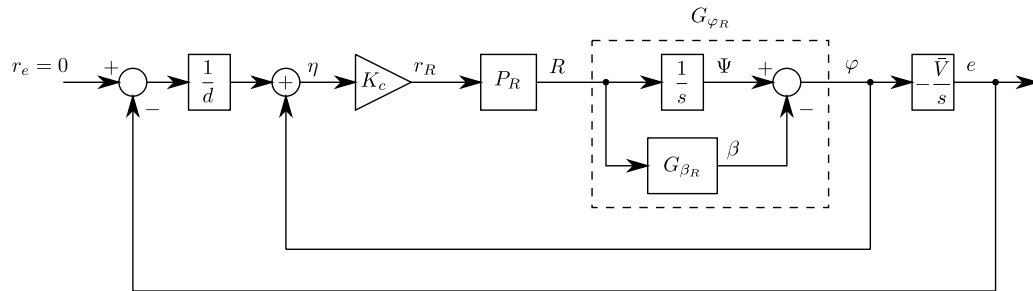 G_{φ_R}
r_e = 0
+
−
1/d
+
η
K_c
r_R
P_R
R
1/s
Ψ
+
−
φ
−V̄/s
e
G_{β_R}
β